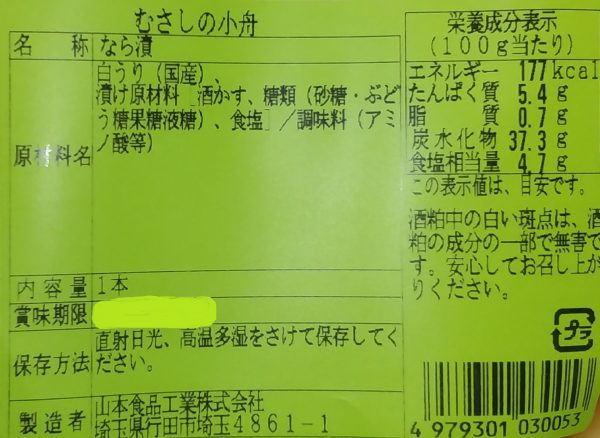 むさしの小舟
名称 なら漬
原材料名 白うり（国産）、
漬け原材料［酒かす、糖類（砂糖・ぶど
う糖果糖液糖）、食塩］／調味料（アミ
ノ酸等）
内容量 1本
賞味期限
保存方法 直射日光、高温多湿をさけて保存してく
ださい。
製造者 山本食品工業株式会社
埼玉県行田市埼玉4861-1
栄養成分表示
(100g当たり)
エネルギー 177kcal
たんぱく質 5.4g
脂質 0.7g
炭水化物 37.3g
食塩相当量 4.7g
この表示値は、目安です。
酒粕中の白い斑点は、酒
粕の成分の一部で無害で
す。安心してお召し上が
りください。
プラ
4 979301 030053